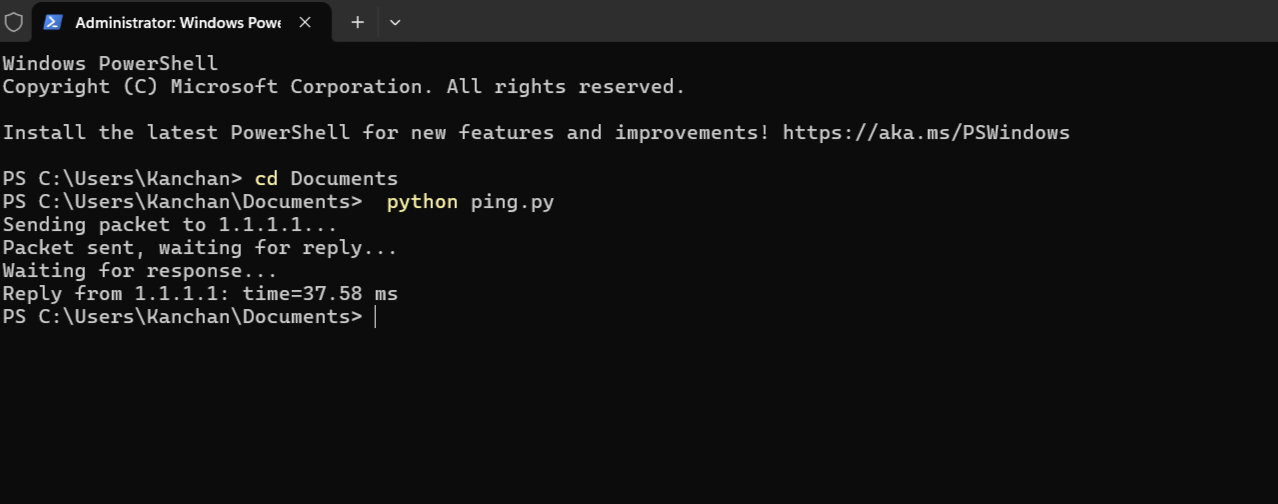 Administrator: Windows Powe
Windows PowerShell
Copyright (C) Microsoft Corporation. All rights reserved.
Install the latest PowerShell for new features and improvements! https://aka.ms/PSWindows
PS C:\Users\Kanchan> cd Documents
PS C:\Users\Kanchan\Documents>  python ping.py
Sending packet to 1.1.1.1...
Packet sent, waiting for reply...
Waiting for response...
Reply from 1.1.1.1: time=37.58 ms
PS C:\Users\Kanchan\Documents>